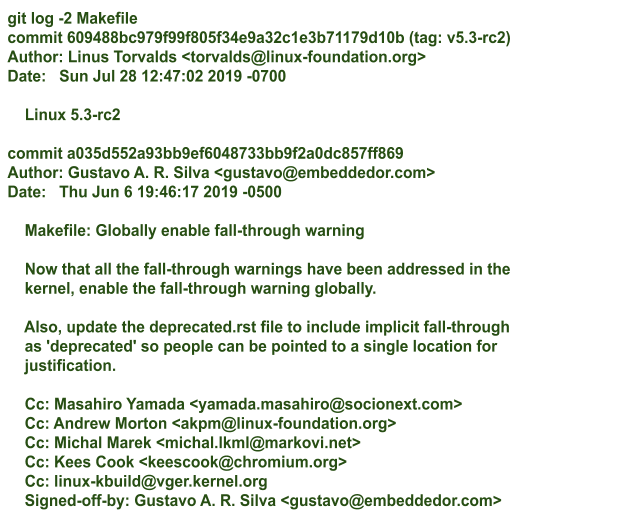 git log -2 Makefile
commit 609488bc979f99f805f34e9a32c1e3b71179d10b (tag: v5.3-rc2)
Author: Linus Torvalds <torvalds@linux-foundation.org>
Date:   Sun Jul 28 12:47:02 2019 -0700
Linux 5.3-rc2
commit a035d552a93bb9ef6048733bb9f2a0dc857ff869
Author: Gustavo A. R. Silva <gustavo@embeddedor.com>
Date:   Thu Jun 6 19:46:17 2019 -0500
Makefile: Globally enable fall-through warning
Now that all the fall-through warnings have been addressed in the
kernel, enable the fall-through warning globally.
Also, update the deprecated.rst file to include implicit fall-through
as 'deprecated' so people can be pointed to a single location for
justification.
Cc: Masahiro Yamada <yamada.masahiro@socionext.com>
Cc: Andrew Morton <akpm@linux-foundation.org>
Cc: Michal Marek <michal.lkml@markovi.net>
Cc: Kees Cook <keescook@chromium.org>
Cc: linux-kbuild@vger.kernel.org
Signed-off-by: Gustavo A. R. Silva <gustavo@embeddedor.com>